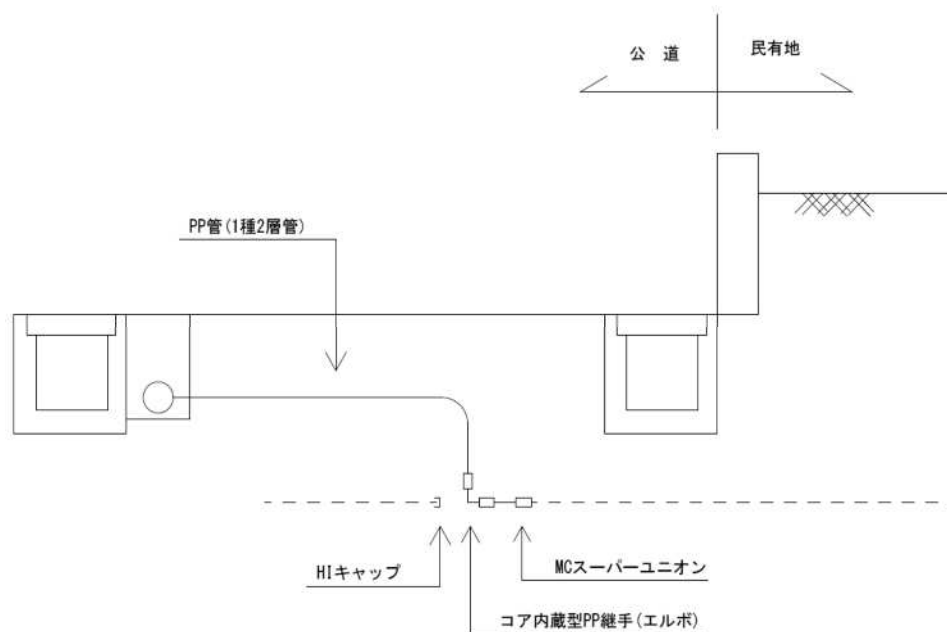 公 道
民有地
PP管(1種2層管)
HIキャップ
MCスーパーユニオン
コア内蔵型PP継手(エルボ)